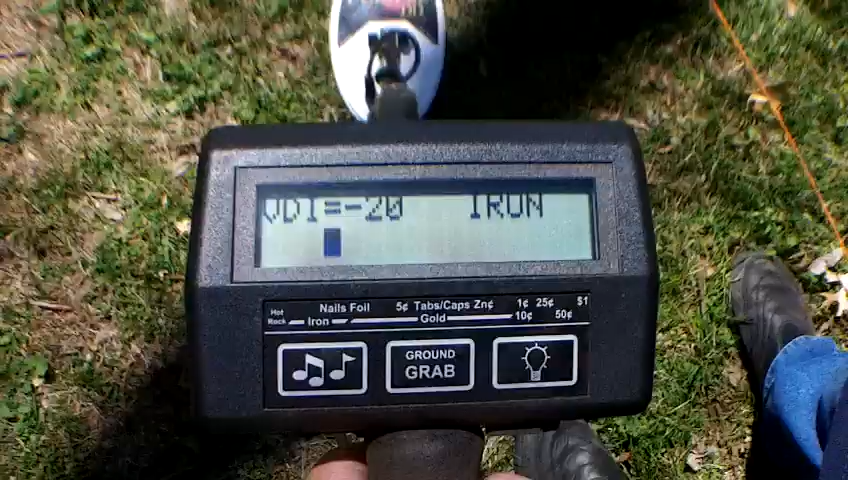 VDI=-20 IRON
Hot Rock Iron Nails Foil 5¢ Tabs/Caps Zn¢ 1¢ 25¢ $1
Gold 10¢ 50¢
GROUND
GRAB